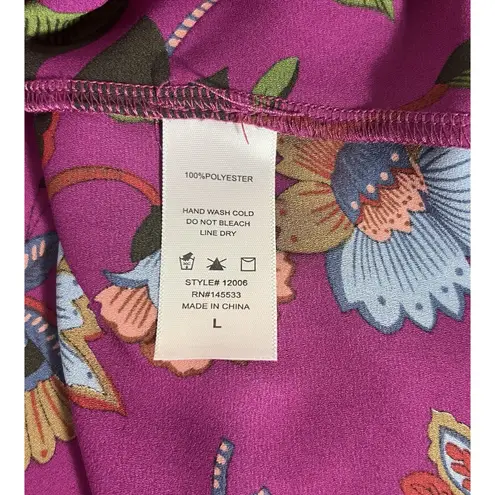 100%POLYESTER
HAND WASH COLD
DO NOT BLEACH
LINE DRY
STYLE# 12006
RN#145533
MADE IN CHINA
L